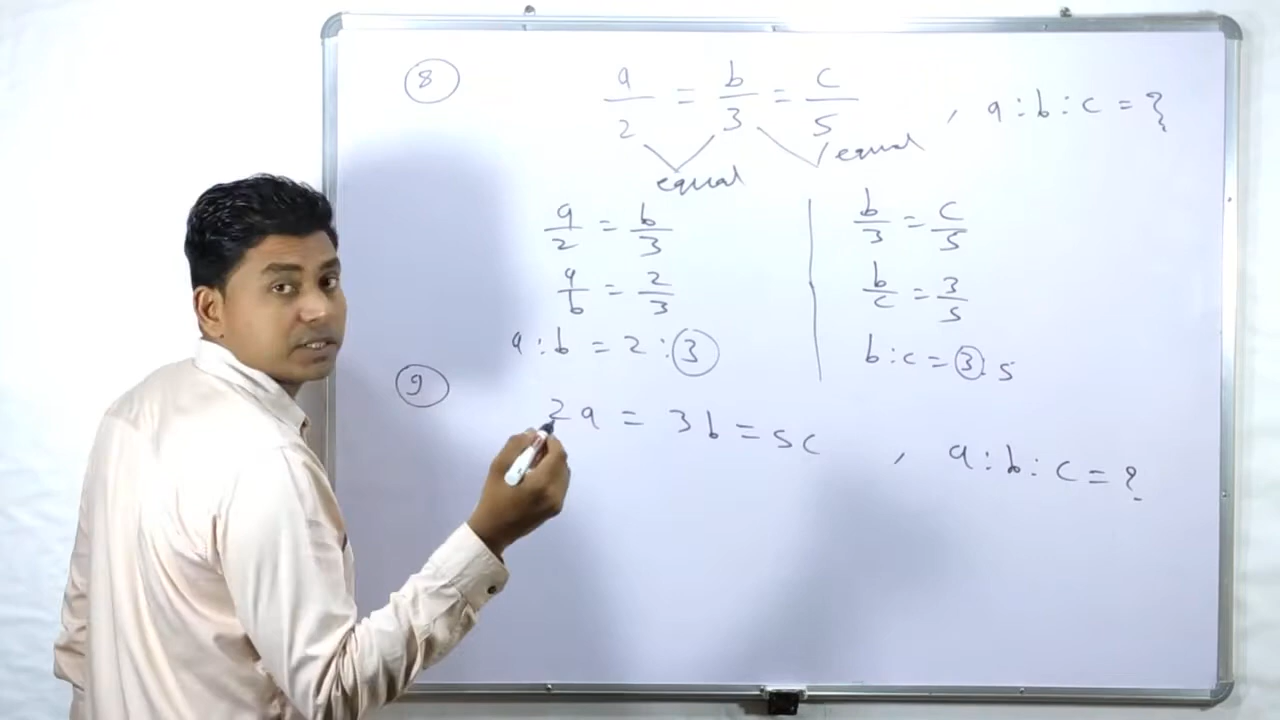 8
a/2 = b/3 = c/5 , a : b : c = ?
equal equal
a/2 = b/3
a/b = 2/3
a : b = 2 : 3
b/3 = c/5
b/c = 3/5
b : c = 3 5
9
2a = 3b = 5c , a : b : c = ?